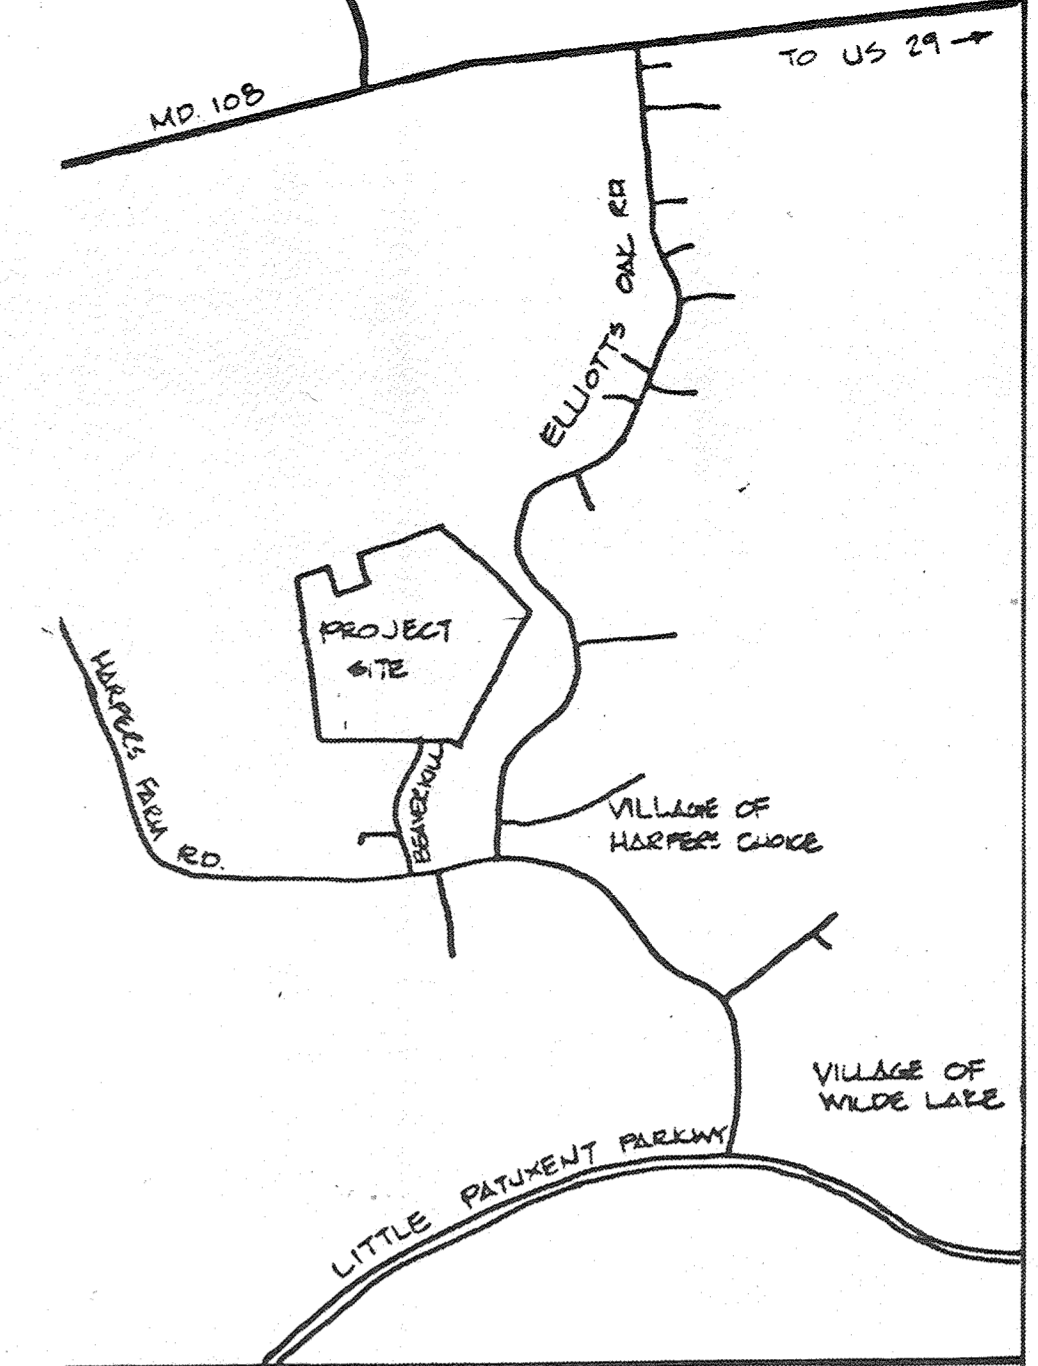 TO US 29
MD. 108
ELLIOTTS OAK RD
PROJECT
SITE
HARPERS FARM RD.
BEAVERKILL
VILLAGE OF
HARPERS CHOICE
VILLAGE OF
WILDE LAKE
LITTLE PATUXENT PARKWY